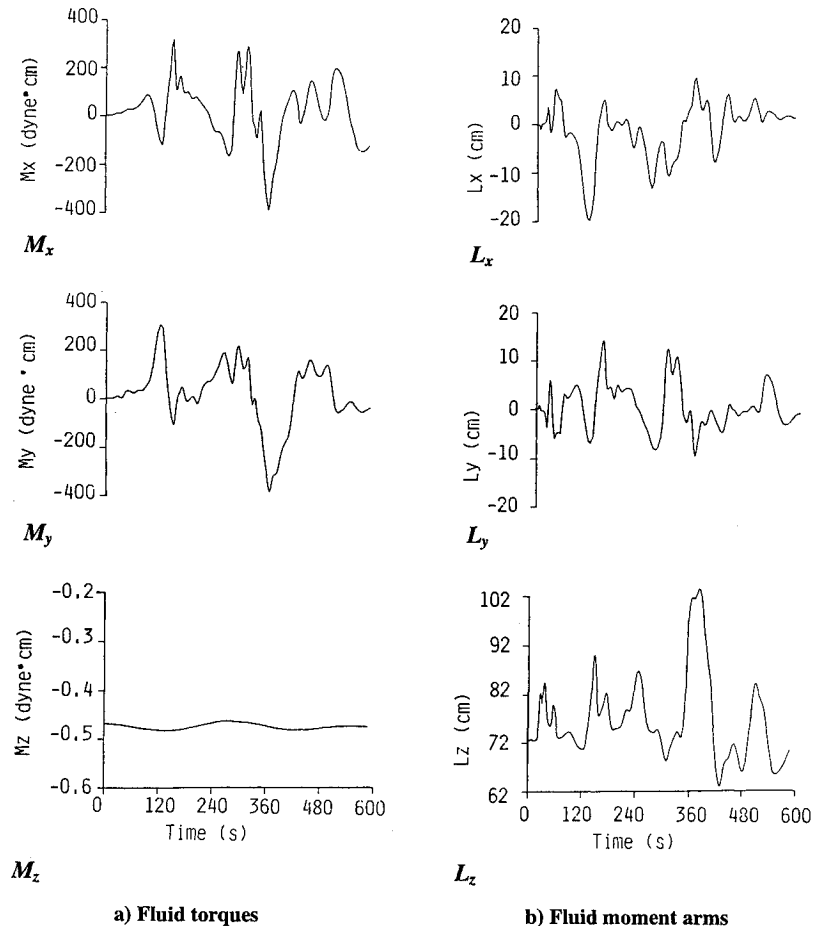 400
200
0
-200
-400
Mx (dyne*cm)
Mx
400
200
0
-200
-400
My (dyne*cm)
My
-0.2
-0.3
-0.4
-0.5
-0.6
Mz (dyne*cm)
0 120 240 360 480 600
Time (s)
Mz
a) Fluid torques
20
10
0
-10
-20
Lx (cm)
Lx
20
10
0
-10
-20
Ly (cm)
Ly
102
92
82
72
62
Lz (cm)
0 120 240 360 480 600
Time (s)
Lz
b) Fluid moment arms